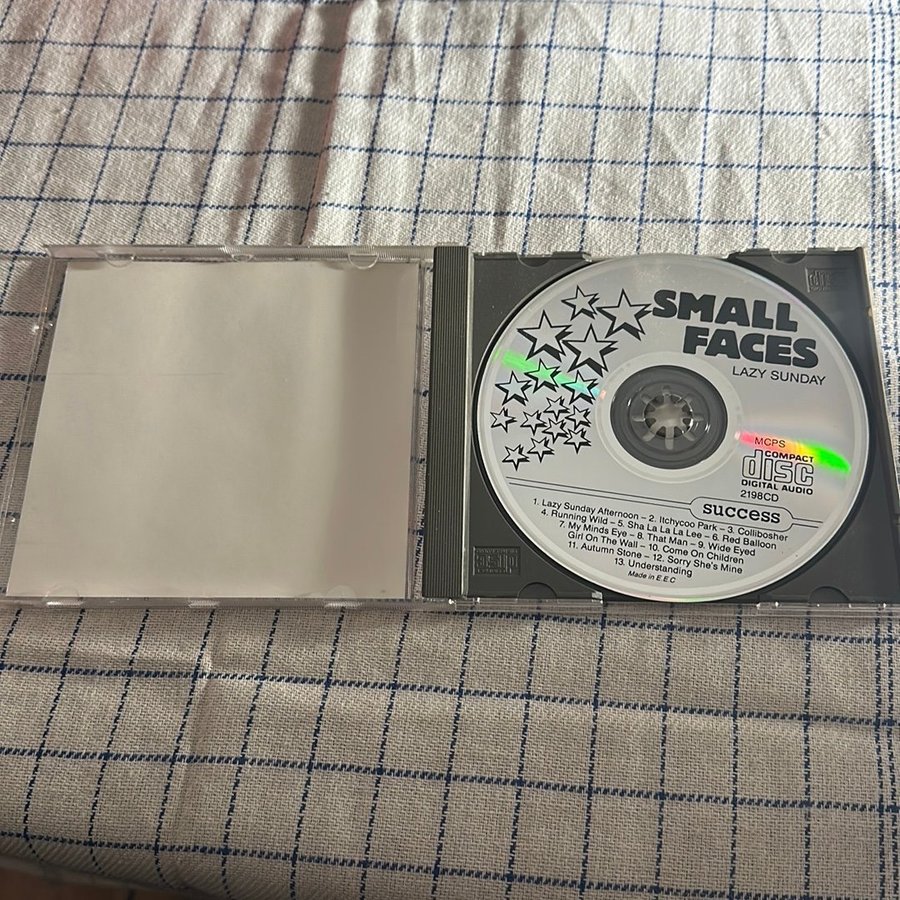 SMALL
FACES
LAZY SUNDAY
MCPS
COMPACT
disc
DIGITAL AUDIO
2198CD
success
1. Lazy Sunday Afternoon – 2. Itchycoo Park – 3. Collibosher
4. Running Wild – 5. Sha La La La Lee – 6. Red Balloon
7. My Minds Eye – 8. That Man – 9. Wide Eyed
Girl On The Wall – 10. Come On Children
11. Autumn Stone – 12. Sorry She's Mine
13. Understanding
Made in E.E.C